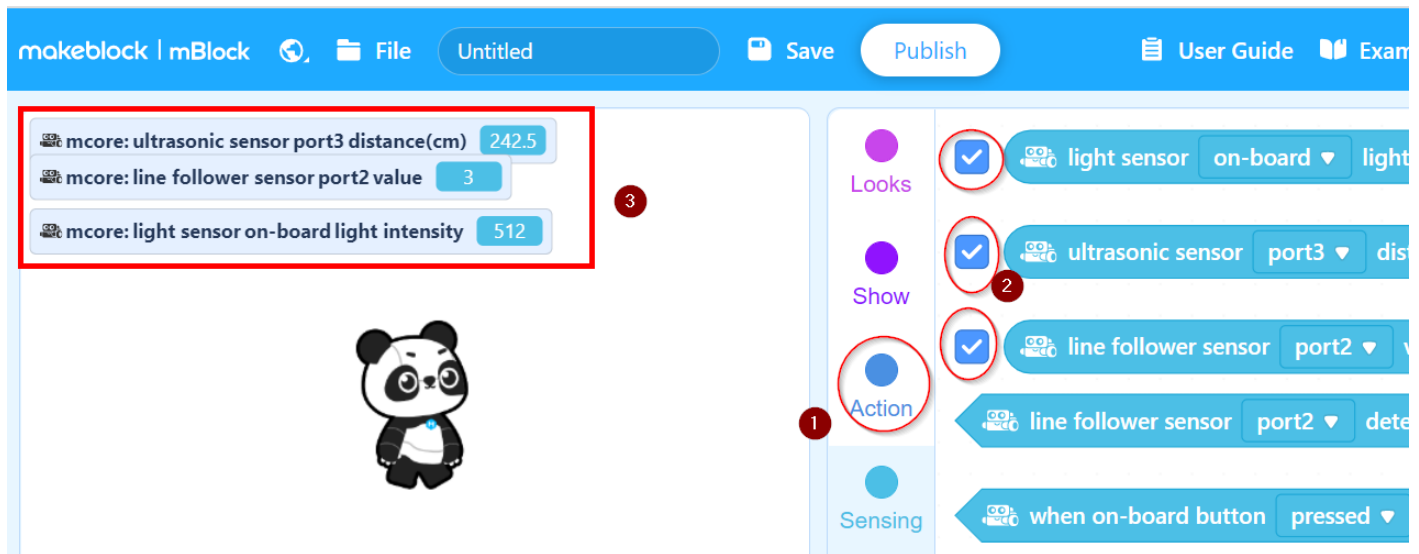 makeblock | mBlock File Untitled Save Publish User Guide Exam
mcore: ultrasonic sensor port3 distance(cm) 242.5
mcore: line follower sensor port2 value 3
mcore: light sensor on-board light intensity 512
3
Looks
Show
Action
Sensing
1
light sensor on-board light
ultrasonic sensor port3 dist
2
line follower sensor port2
line follower sensor port2 dete
when on-board button pressed